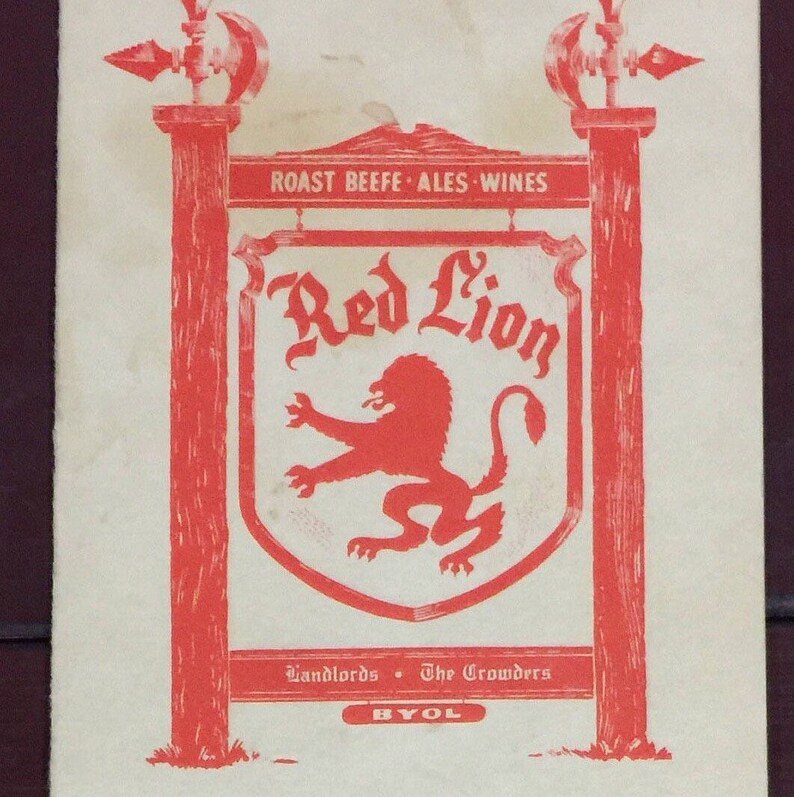 ROAST BEEFE · ALES · WINES
Red Lion
Landlords • The Crowders
BYOL